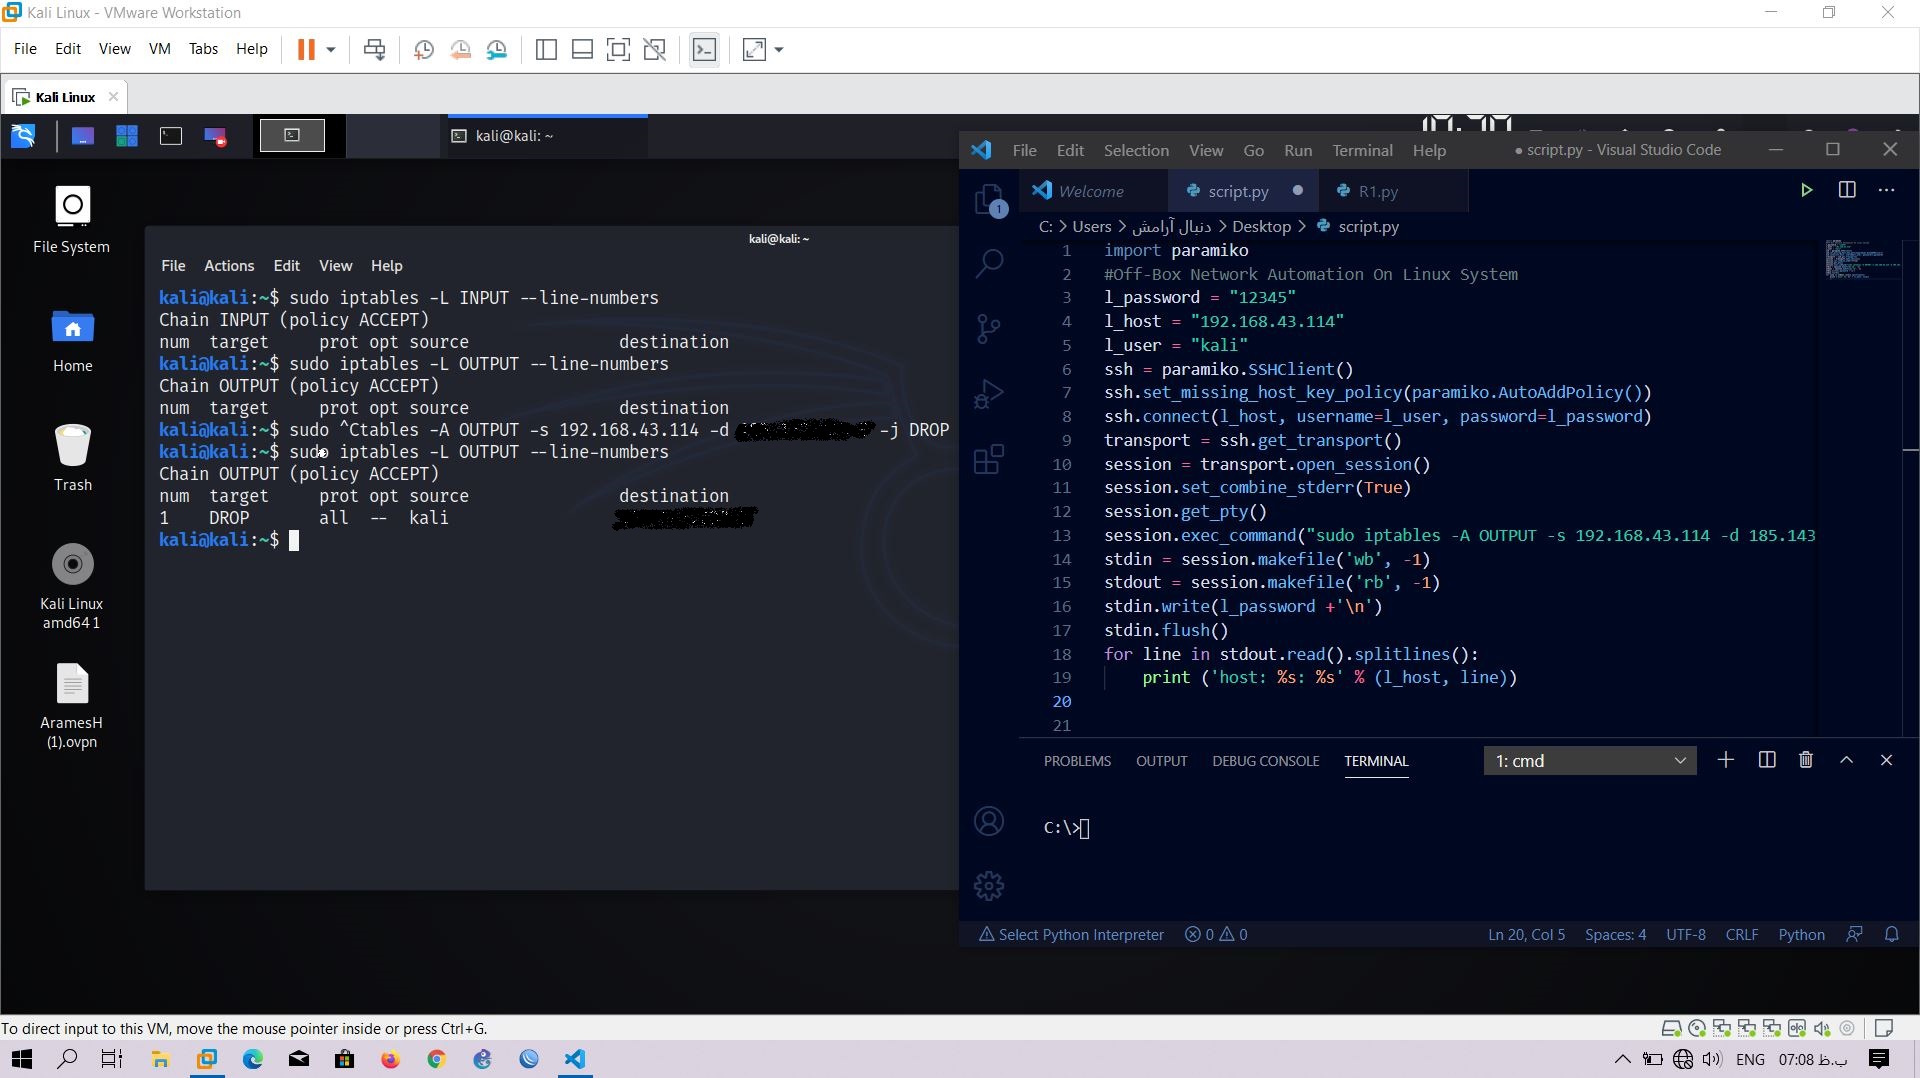 Kali Linux - VMware Workstation
File Edit View VM Tabs Help
Kali Linux
kali@kali: ~
File System
Home
Trash
Kali Linux
amd64 1
AramesH
(1).ovpn
kali@kali: ~
File Actions Edit View Help
kali@kali:~$ sudo iptables -L INPUT --line-numbers
Chain INPUT (policy ACCEPT)
num target prot opt source destination
kali@kali:~$ sudo iptables -L OUTPUT --line-numbers
Chain OUTPUT (policy ACCEPT)
num target prot opt source destination
kali@kali:~$ sudo ^Ctables -A OUTPUT -s 192.168.43.114 -d -j DROP
kali@kali:~$ sudo iptables -L OUTPUT --line-numbers
Chain OUTPUT (policy ACCEPT)
num target prot opt source destination
1 DROP all -- kali
kali@kali:~$
File Edit Selection View Go Run Terminal Help ● script.py - Visual Studio Code
1
Welcome script.py R1.py
C: > Users > دنبال آرامش > Desktop > script.py
1 import paramiko
2 #Off-Box Network Automation On Linux System
3 l_password = "12345"
4 l_host = "192.168.43.114"
5 l_user = "kali"
6 ssh = paramiko.SSHClient()
7 ssh.set_missing_host_key_policy(paramiko.AutoAddPolicy())
8 ssh.connect(l_host, username=l_user, password=l_password)
9 transport = ssh.get_transport()
10 session = transport.open_session()
11 session.set_combine_stderr(True)
12 session.get_pty()
13 session.exec_command("sudo iptables -A OUTPUT -s 192.168.43.114 -d 185.143
14 stdin = session.makefile('wb', -1)
15 stdout = session.makefile('rb', -1)
16 stdin.write(l_password +'\n')
17 stdin.flush()
18 for line in stdout.read().splitlines():
19 print ('host: %s: %s' % (l_host, line))
20
21
PROBLEMS OUTPUT DEBUG CONSOLE TERMINAL 1: cmd
C:\>
Select Python Interpreter 0 0 Ln 20, Col 5 Spaces: 4 UTF-8 CRLF Python
To direct input to this VM, move the mouse pointer inside or press Ctrl+G.
ENG 07:08 ب.ظ